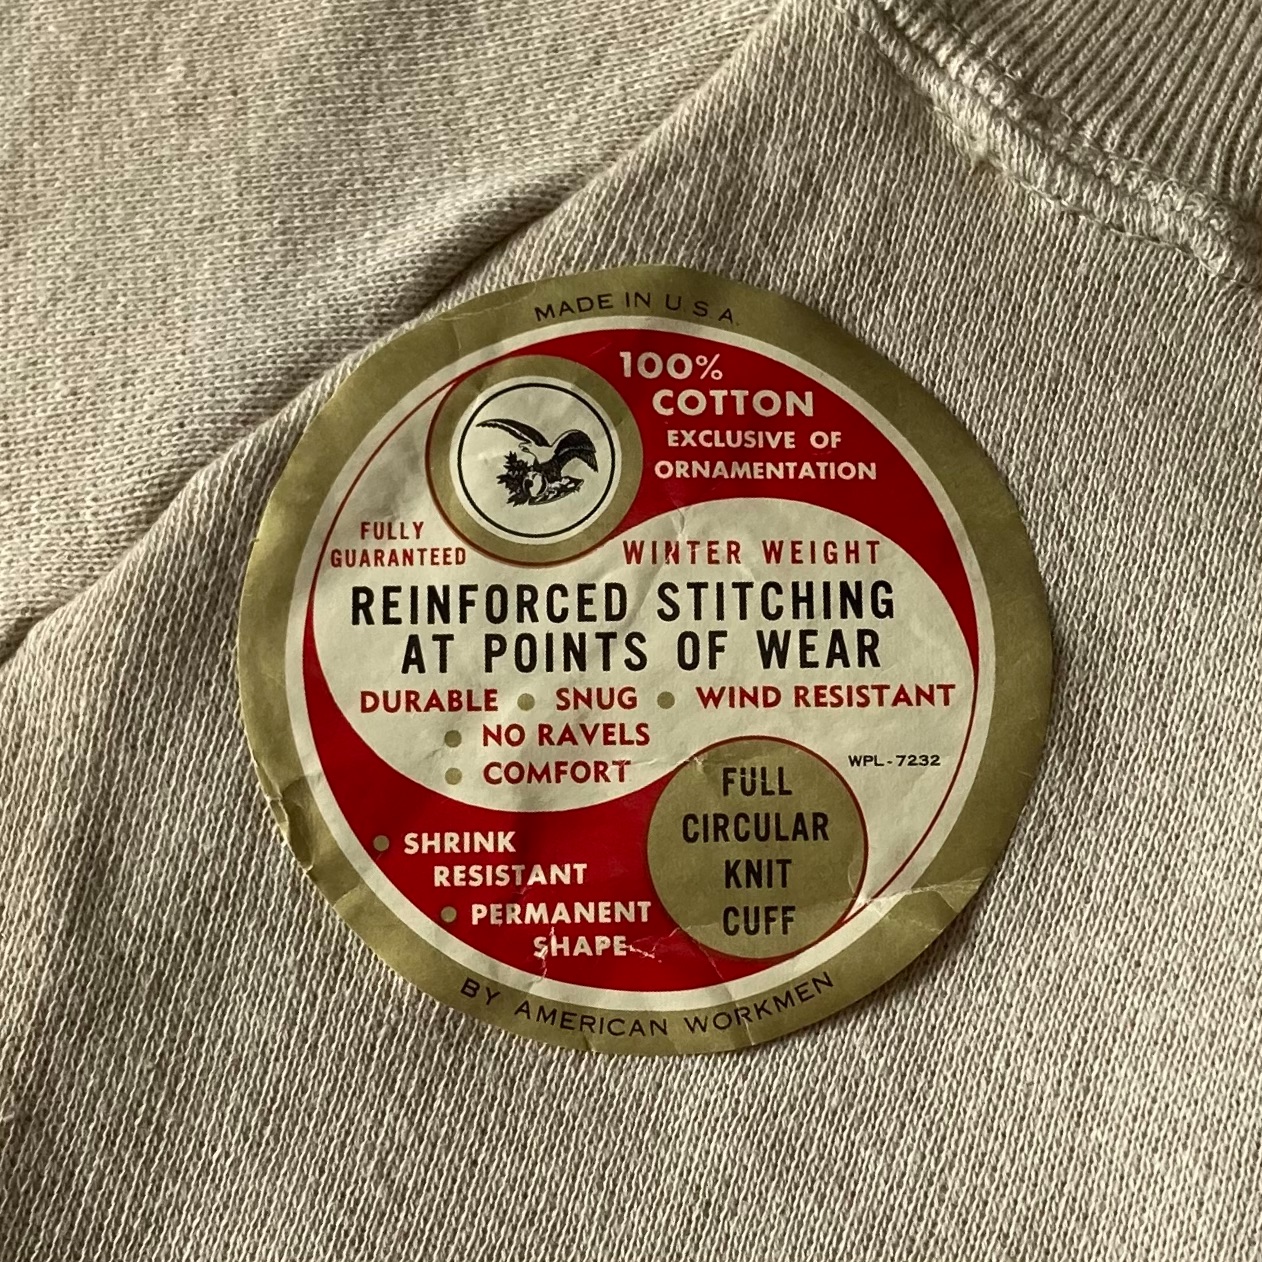 MADE IN U.S.A.
100%
COTTON
EXCLUSIVE OF
ORNAMENTATION
FULLY
GUARANTEED
WINTER WEIGHT
REINFORCED STITCHING
AT POINTS OF WEAR
DURABLE • SNUG • WIND RESISTANT
• NO RAVELS
• COMFORT
WPL-7232
FULL
CIRCULAR
KNIT
CUFF
• SHRINK
RESISTANT
• PERMANENT
SHAPE
BY AMERICAN WORKMEN